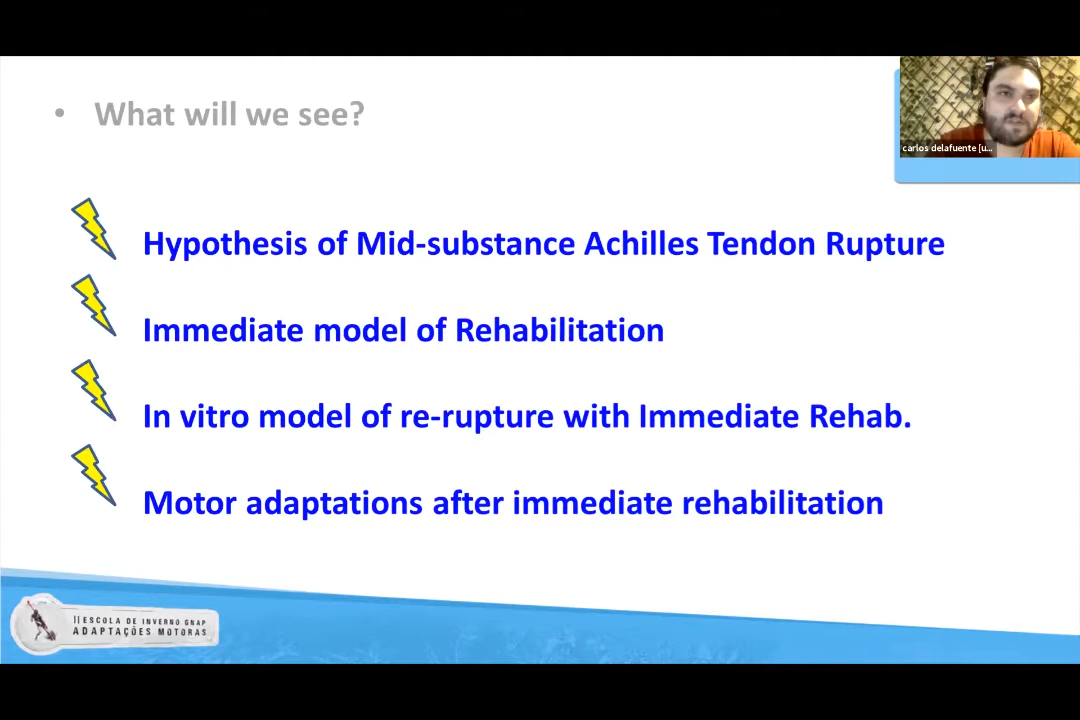 • What will we see?
carlos delafuente [u...
Hypothesis of Mid-substance Achilles Tendon Rupture
Immediate model of Rehabilitation
In vitro model of re-rupture with Immediate Rehab.
Motor adaptations after immediate rehabilitation
II ESCOLA DE INVERNO GNAP
ADAPTAÇÕES MOTORAS